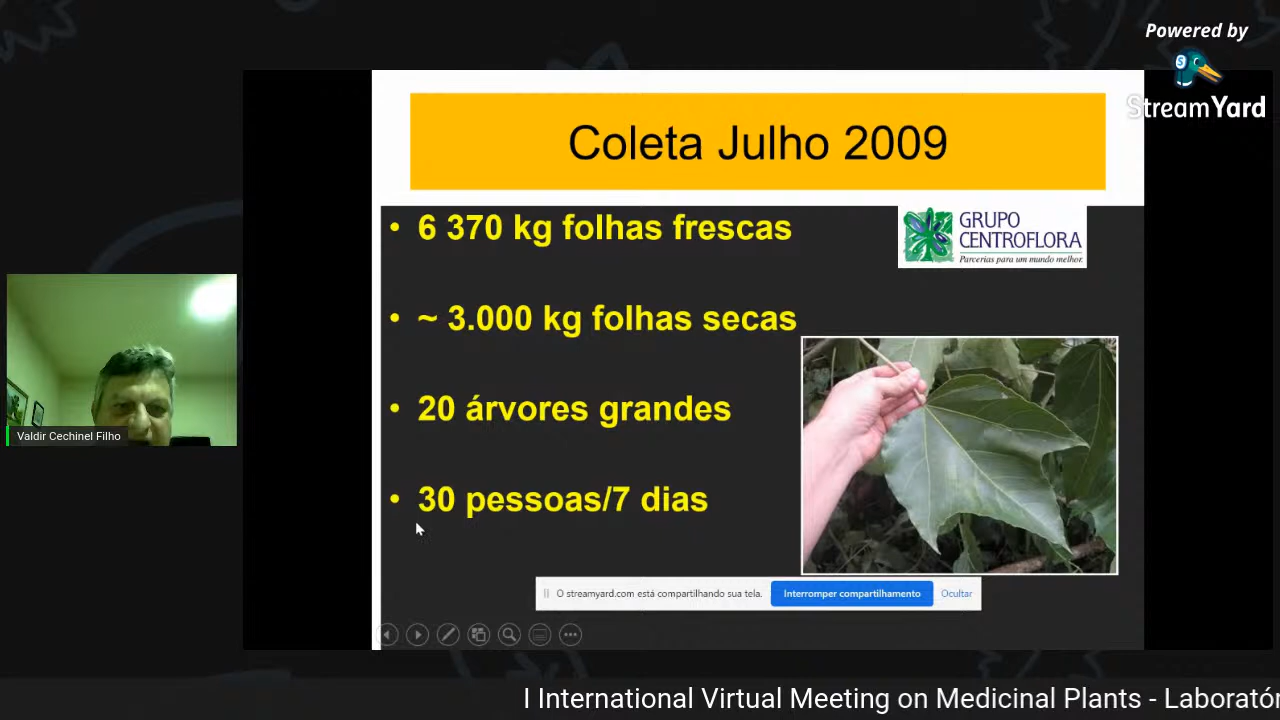 Powered by
StreamYard
Coleta Julho 2009
• 6 370 kg folhas frescas
GRUPO
CENTROFLORA
Parcerias para um mundo melhor.
• ~ 3.000 kg folhas secas
• 20 árvores grandes
• 30 pessoas/7 dias
Valdir Cechinel Filho
O streamyard.com está compartilhando sua tela. Interromper compartilhamento Ocultar
I International Virtual Meeting on Medicinal Plants - Laboratór